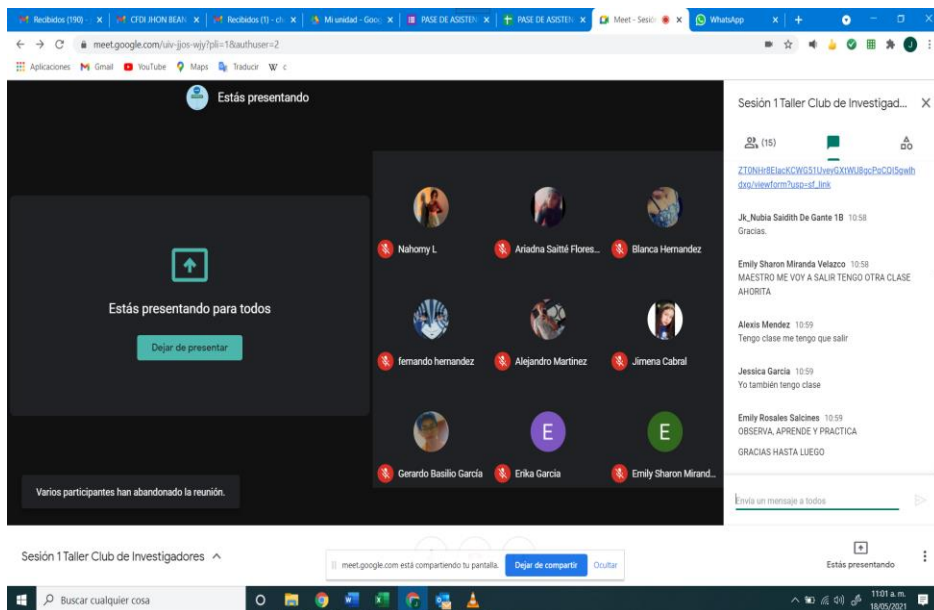 Recibidos (190) -
CFDI JHON BEAN
Recibidos (1) - ch
Mi unidad - Goog
PASE DE ASISTEN
PASE DE ASISTEN
Meet - Sesió
WhatsApp
meet.google.com/uiv-jjos-wjy?pli=1&authuser=2
Aplicaciones
Gmail
YouTube
Maps
Traducir
W c
Estás presentando
Estás presentando para todos
Dejar de presentar
Varios participantes han abandonado la reunión.
Nahomy L
Ariadna Saitté Flores...
Blanca Hernandez
fernando hernandez
Alejandro Martinez
Jimena Cabral
Gerardo Basilio García
E
Erika Garcia
E
Emily Sharon Mirand...
Sesión 1 Taller Club de Investigad...
(15)
dxg/viewform?usp=sf_link
Jk_Nubia Saidith De Gante 1B 10:58
Gracias.
Emily Sharon Miranda Velazco 10:58
MAESTRO ME VOY A SALIR TENGO OTRA CLASE
AHORITA
Alexis Mendez 10:59
Tengo clase me tengo que salir
Jessica Garcia 10:59
Yo también tengo clase
Emily Rosales Salcines 10:59
OBSERVA, APRENDE Y PRACTICA
GRACIAS HASTA LUEGO
Envía un mensaje a todos
Sesión 1 Taller Club de Investigadores
meet.google.com está compartiendo tu pantalla.
Dejar de compartir
Ocultar
Estás presentando
Buscar cualquier cosa
11:01 a. m.
18/05/2021